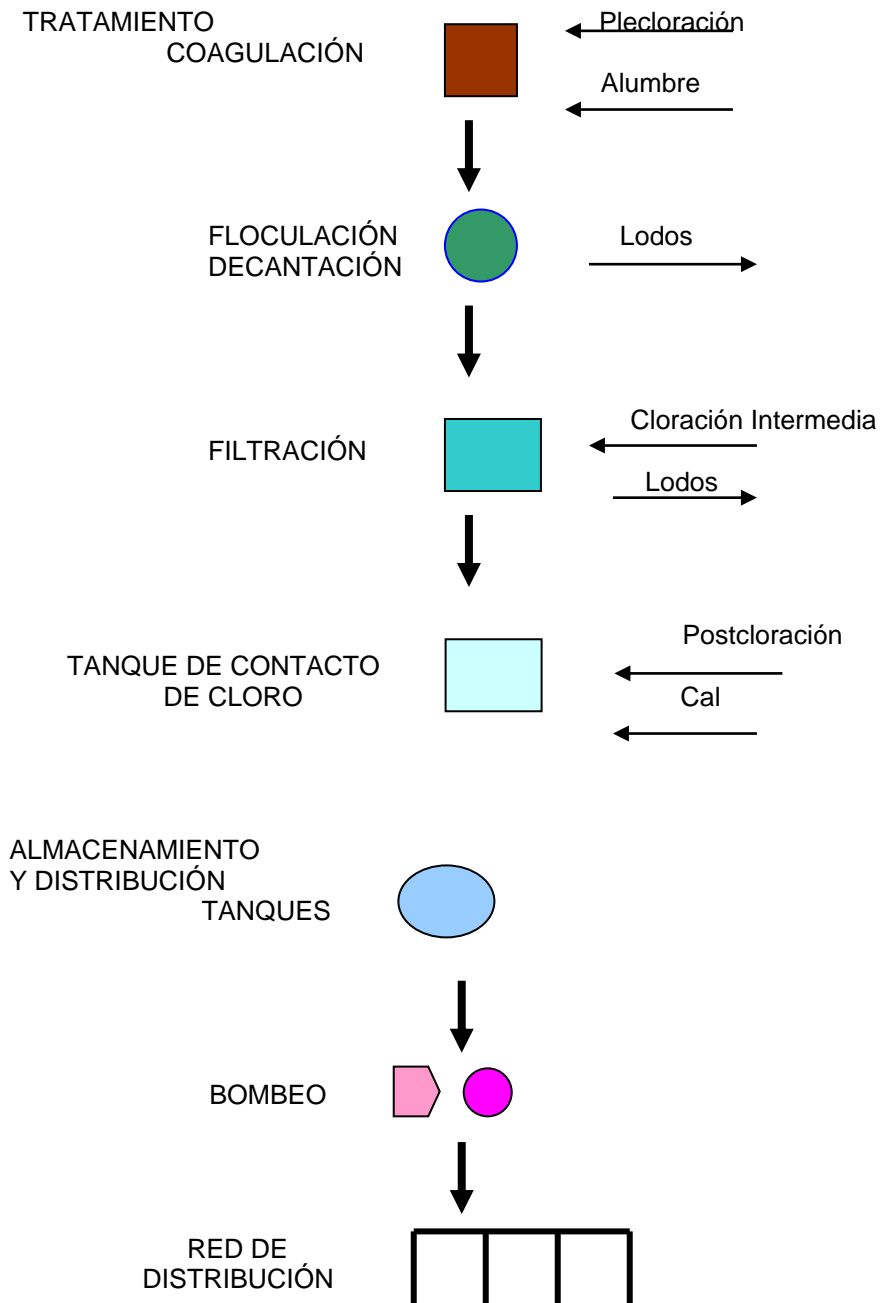 TRATAMIENTO
COAGULACIÓN
Plecloración
Alumbre
FLOCULACIÓN
DECANTACIÓN
Lodos
FILTRACIÓN
Cloración Intermedia
Lodos
TANQUE DE CONTACTO
DE CLORO
Postcloración
Cal
ALMACENAMIENTO
Y DISTRIBUCIÓN
TANQUES
BOMBEO
RED DE
DISTRIBUCIÓN